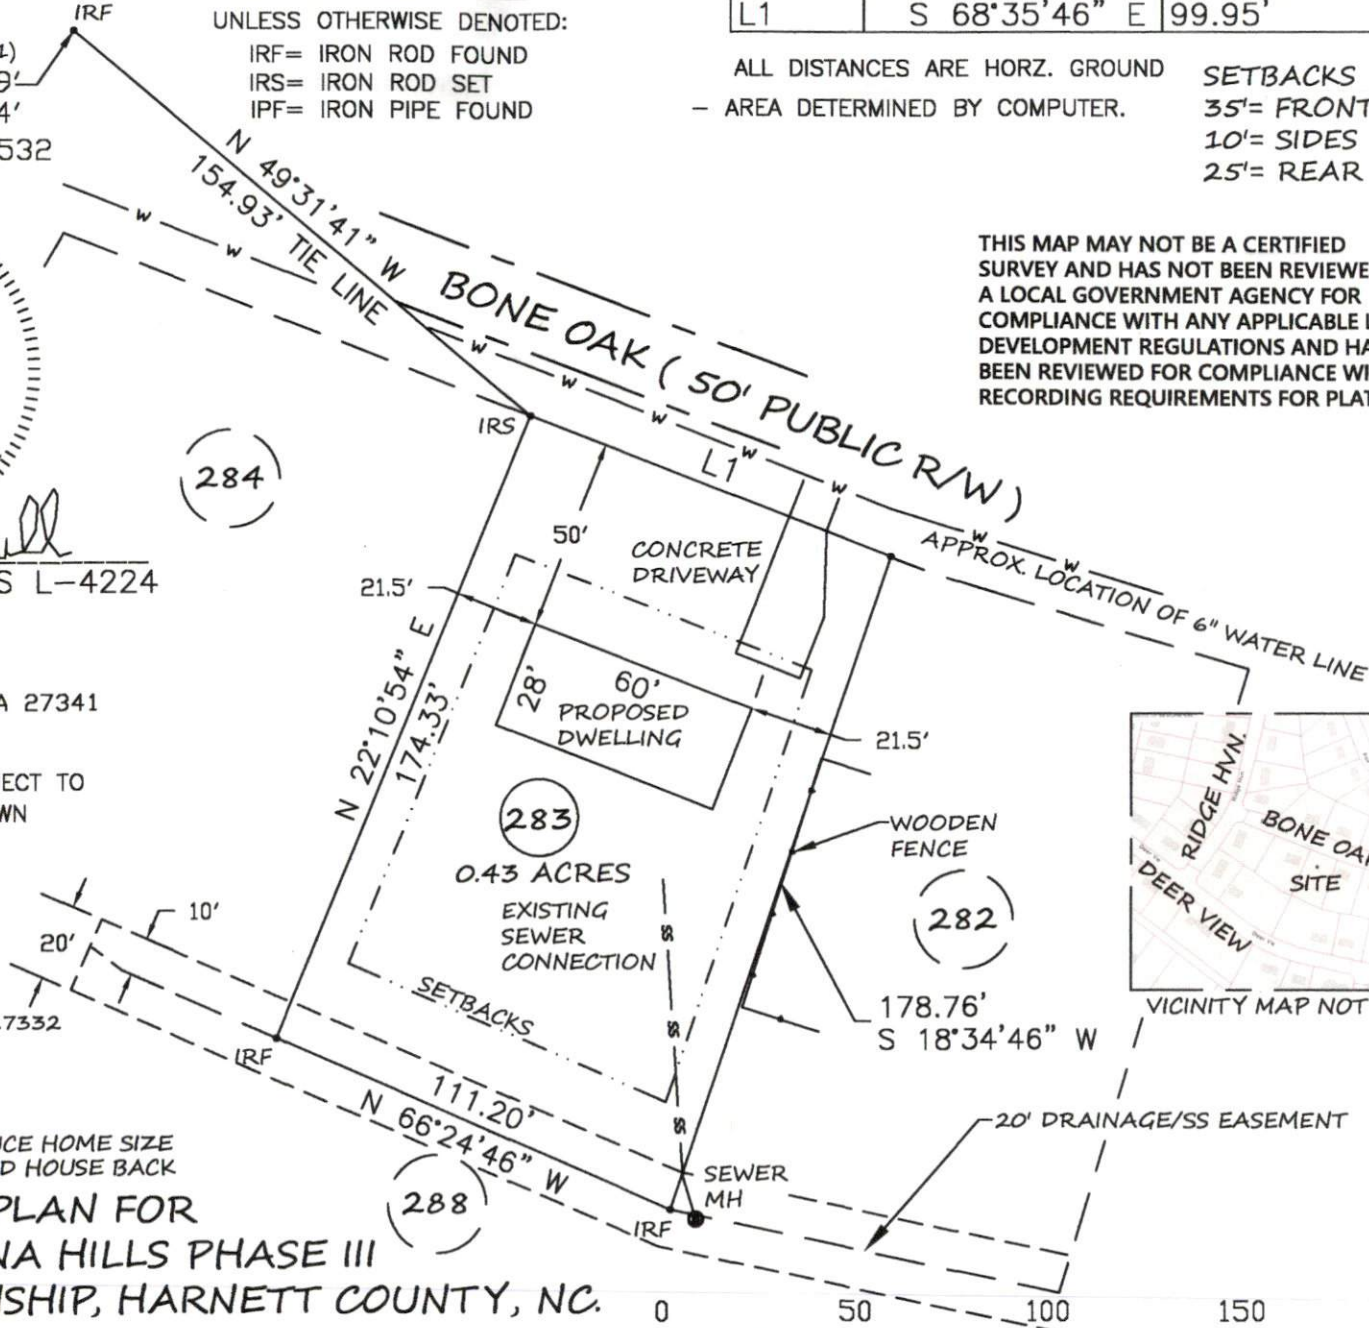 IRF
UNLESS OTHERWISE DENOTED:
IRF= IRON ROD FOUND
IRS= IRON ROD SET
IPF= IRON PIPE FOUND
L1 S 68°35'46" E 99.95'
ALL DISTANCES ARE HORZ. GROUND
- AREA DETERMINED BY COMPUTER.
SETBACKS
35'= FRONT
10'= SIDES
25'= REAR
9'
4'
532
N 49°31'41" W
154.93' TIE LINE
W W W W W W W W W
BONE OAK ( 50' PUBLIC R/W )
THIS MAP MAY NOT BE A CERTIFIED
SURVEY AND HAS NOT BEEN REVIEWE
A LOCAL GOVERNMENT AGENCY FOR
COMPLIANCE WITH ANY APPLICABLE
DEVELOPMENT REGULATIONS AND HA
BEEN REVIEWED FOR COMPLIANCE WI
RECORDING REQUIREMENTS FOR PLAT
IRS
L1
284
50'
CONCRETE
DRIVEWAY
APPROX. LOCATION OF 6" WATER LINE
S L-4224
21.5'
N 22°10'54" E
174.33'
28'
60'
PROPOSED
DWELLING
21.5'
A 27341
ECT TO
WN
283
0.43 ACRES
EXISTING
SEWER
CONNECTION
SS
SS
SS
WOODEN
FENCE
282
RIDGE HVN.
BONE OA
SITE
DEER VIEW
VICINITY MAP NOT
10'
20'
7332
SETBACKS
178.76'
S 18°34'46" W
IRF
111.20'
N 66°24'46" W
20' DRAINAGE/SS EASEMENT
SEWER
MH
IRF
288
CE HOME SIZE
D HOUSE BACK
PLAN FOR
NA HILLS PHASE III
SHIP, HARNETT COUNTY, NC.
0 50 100 150